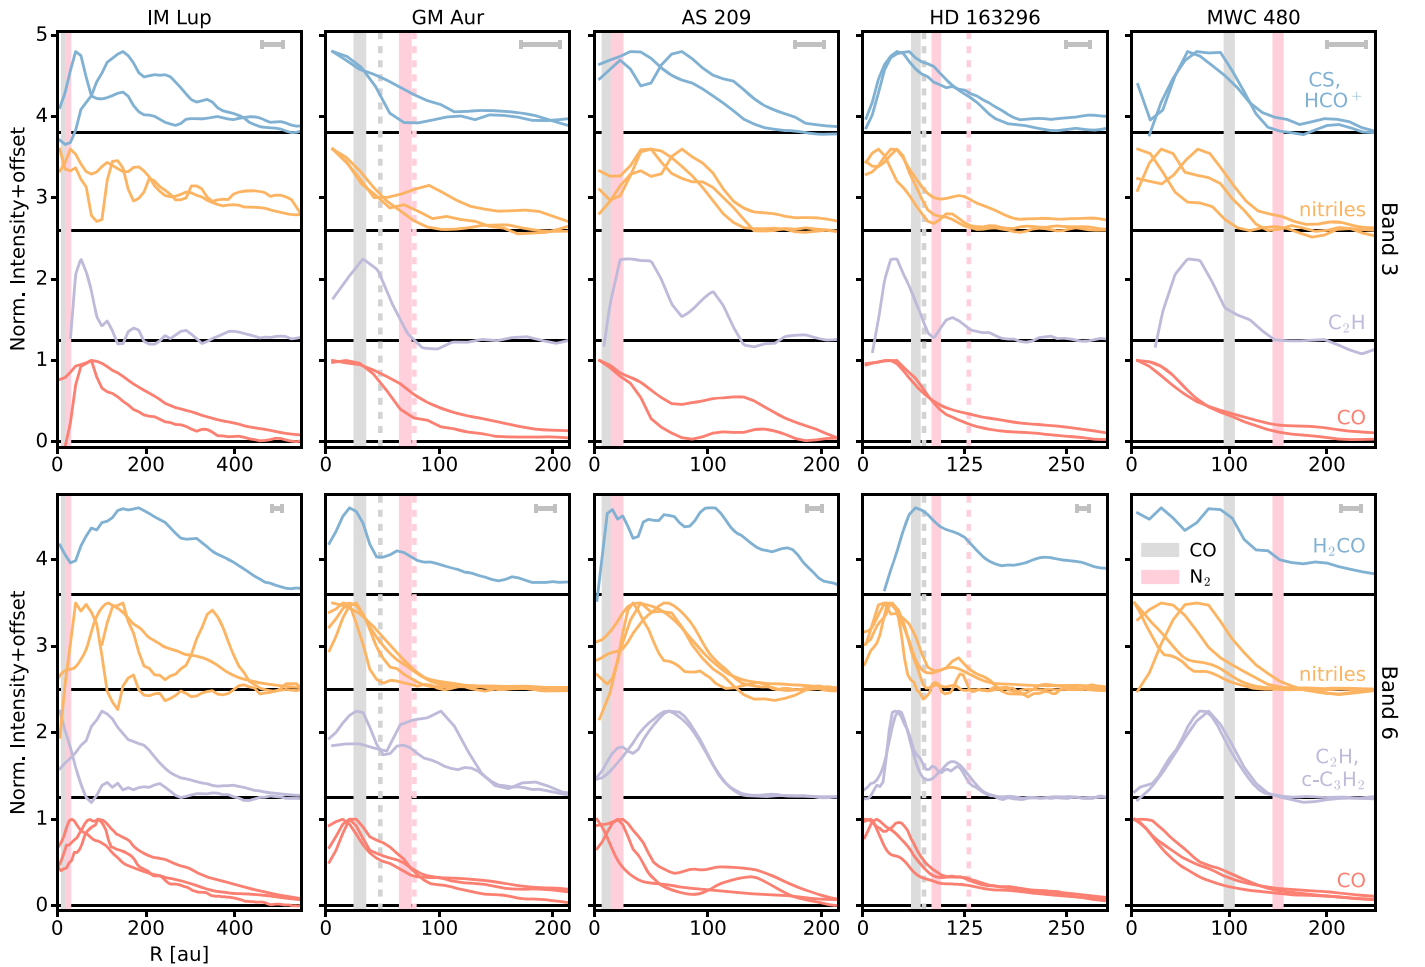 IM Lup
GM Aur
AS 209
HD 163296
MWC 480
Norm. Intensity+offset
5
4
3
2
1
0
CS,
HCO⁺
nitriles
C₂H
CO
Band 3
0 200 400
0 100 200
0 100 200
0 125 250
0 100 200
Norm. Intensity+offset
4
3
2
1
0
CO
N₂
H₂CO
nitriles
C₂H,
c-C₃H₂
CO
Band 6
0 200 400
0 100 200
0 100 200
0 125 250
0 100 200
R [au]